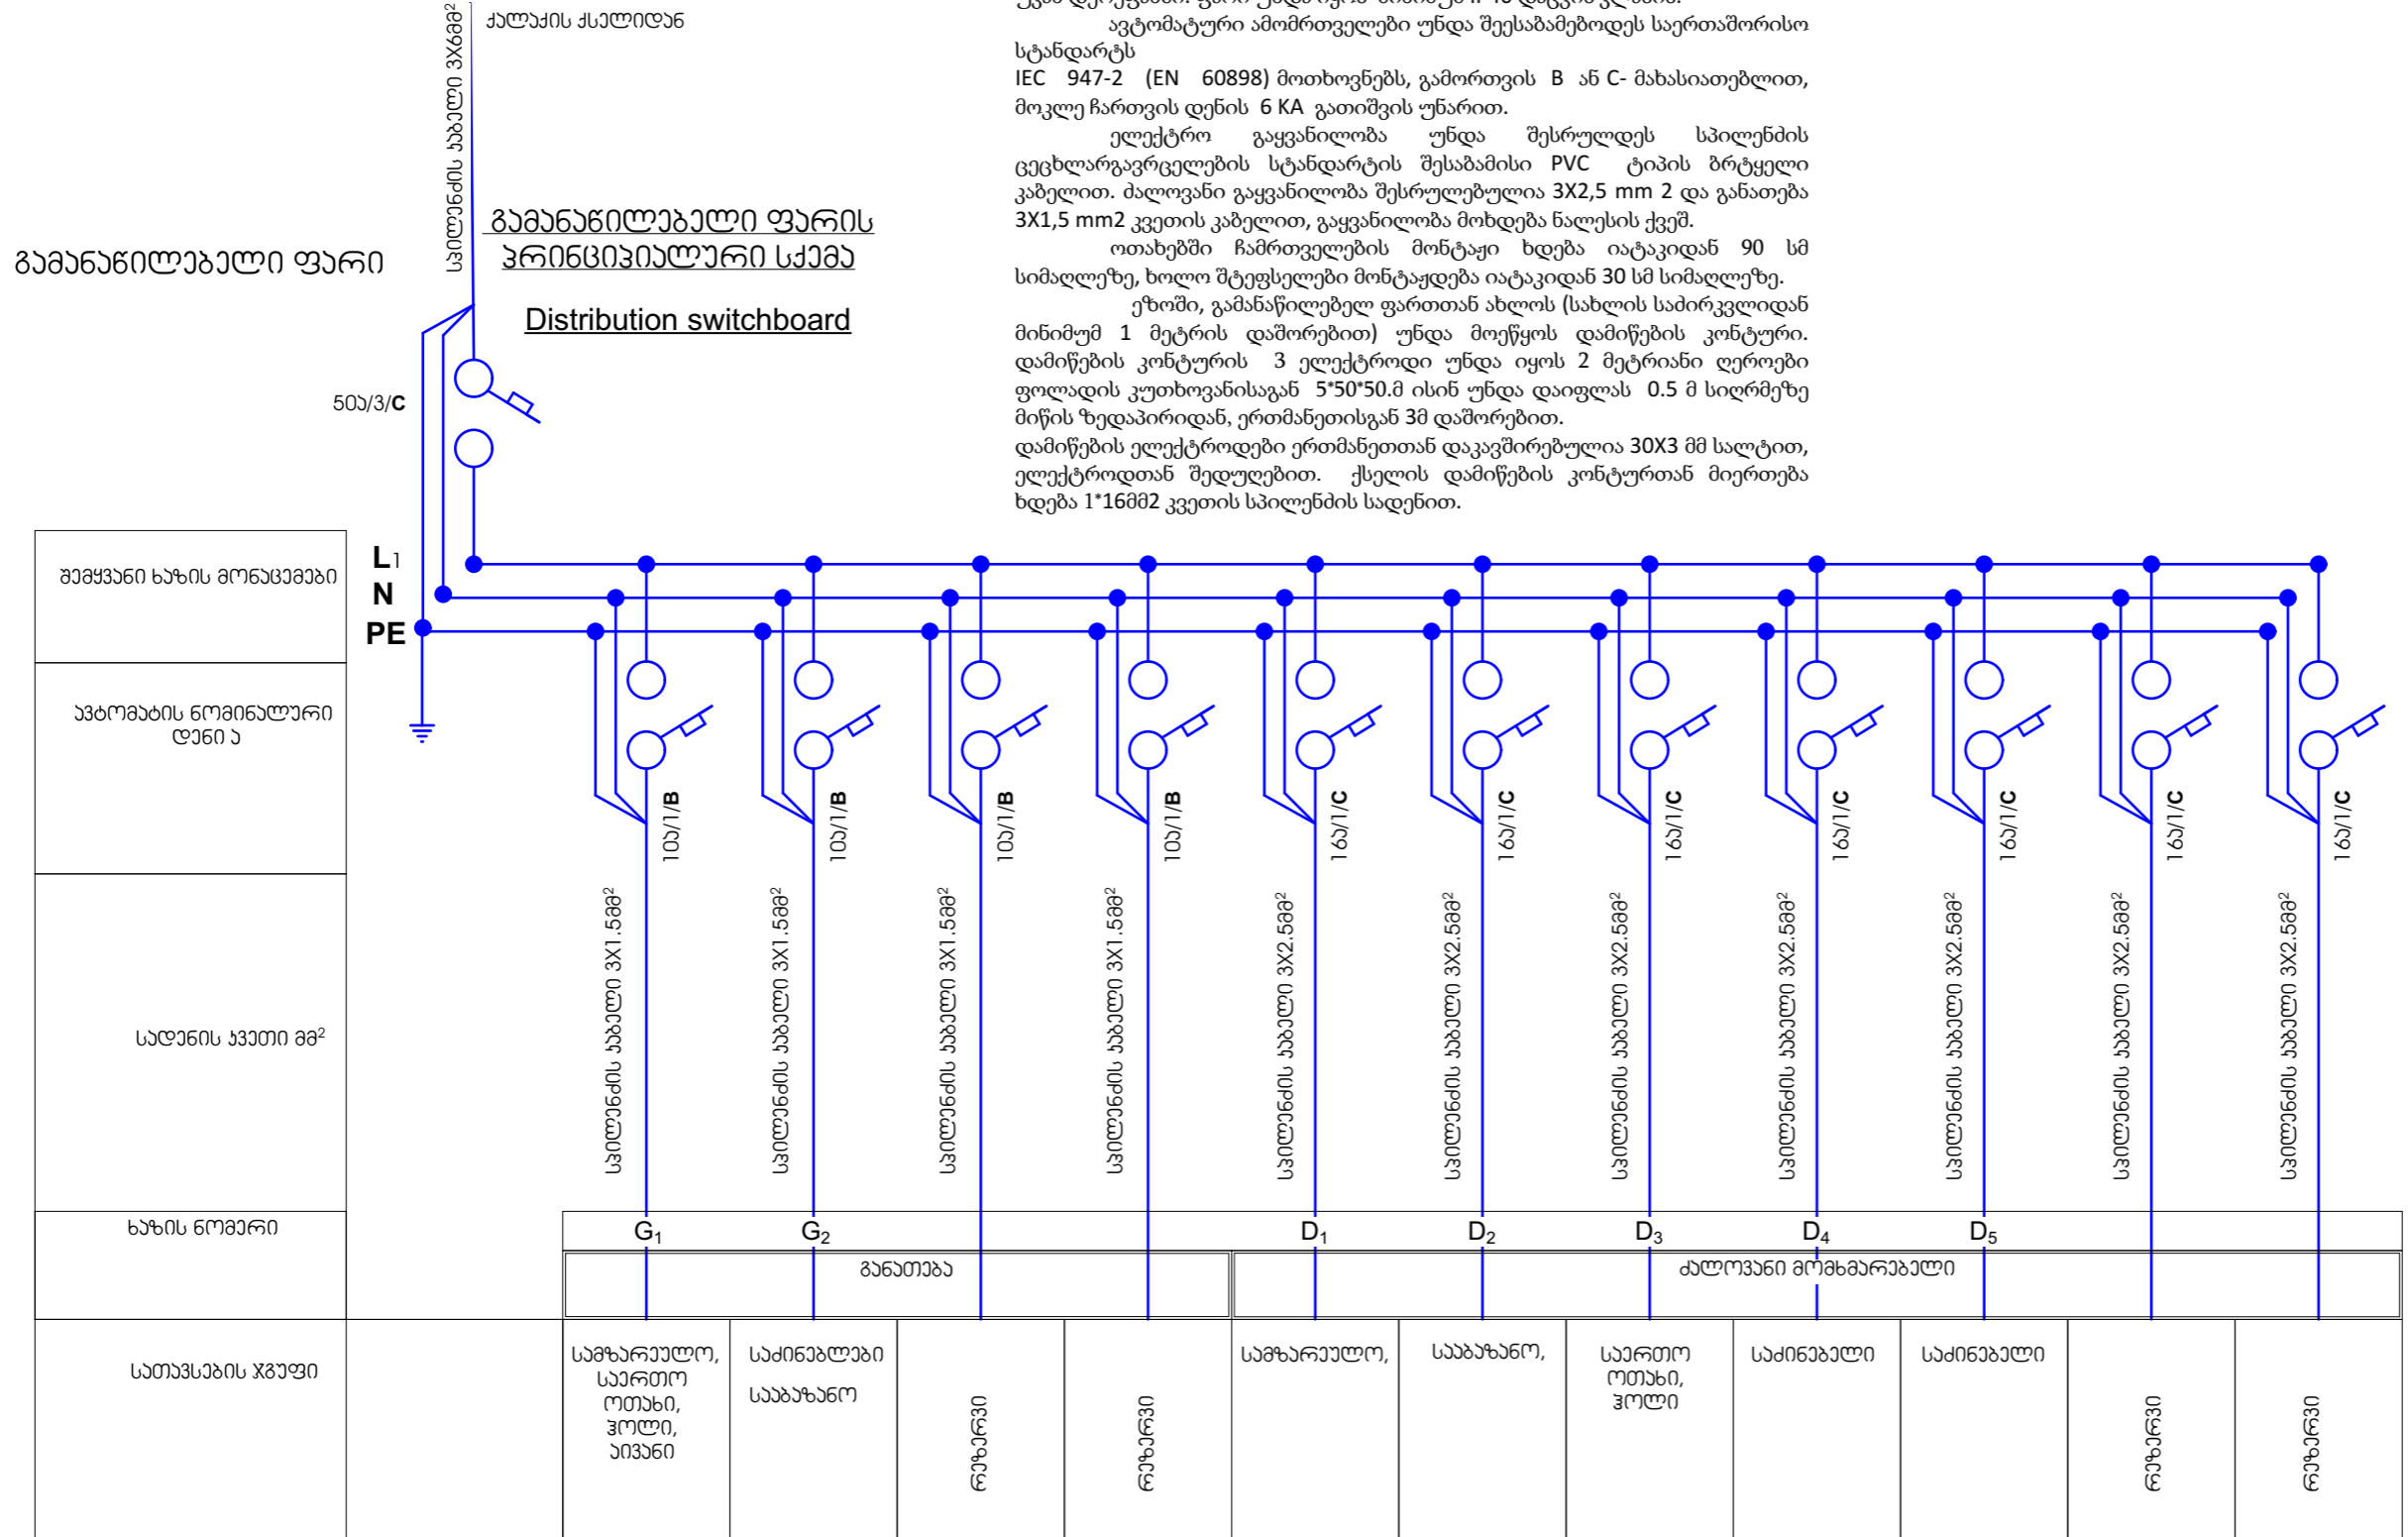 ქალაქის ქსელიდან
სპილენძის კაბელი 3X6მმ²
ავტომატური ამომრთველები უნდა შეესაბამებოდეს საერთაშორისო
სტანდარტს
IEC 947-2 (EN 60898) მოთხოვნებს, გამორთვის B ან C- მახასიათებლით,
მოკლე ჩართვის დენის 6 KA გათიშვის უნარით.
ელექტრო გაყვანილობა უნდა შესრულდეს სპილენძის
ცეცხლარგავრცელების სტანდარტის შესაბამისი PVC ტიპის ბრტყელი
კაბელით. ძალოვანი გაყვანილობა შესრულებულია 3X2,5 mm 2 და განათება
3X1,5 mm2 კვეთის კაბელით, გაყვანილობა მოხდება ნალესის ქვეშ.
ოთახებში ჩამრთველების მონტაჟი ხდება იატაკიდან 90 სმ
სიმაღლეზე, ხოლო შტეფსელები მონტაჟდება იატაკიდან 30 სმ სიმაღლეზე.
ეზოში, გამანაწილებელ ფართთან ახლოს (სახლის საძირკვლიდან
მინიმუმ 1 მეტრის დაშორებით) უნდა მოეწყოს დამიწების კონტური.
დამიწების კონტურის 3 ელექტროდი უნდა იყოს 2 მეტრიანი ღეროები
ფოლადის კუთხოვანისაგან 5*50*50.მ ისინ უნდა დაიფლას 0.5 მ სიღრმეზე
მიწის ზედაპირიდან, ერთმანეთისგან 3მ დაშორებით.
დამიწების ელექტროდები ერთმანეთთან დაკავშირებულია 30X3 მმ სალტით,
ელექტროდთან შედუღებით. ქსელის დამიწების კონტურთან მიერთება
ხდება 1*16მმ2 კვეთის სპილენძის სადენით.
გამანაწილებელი ფარი
გამანაწილებელი ფარის
პრინციპიალური სქემა
Distribution switchboard
50ა/3/C
შემყვანი ხაზის მონაცემები
L1
N
PE
ავტომატის ნომინალური
დენი ა
10ა/1/B
10ა/1/B
10ა/1/B
10ა/1/B
16ა/1/C
16ა/1/C
16ა/1/C
16ა/1/C
16ა/1/C
16ა/1/C
16ა/1/C
სადენის კვეთი მმ²
სპილენძის კაბელი 3X1.5მმ²
სპილენძის კაბელი 3X1.5მმ²
სპილენძის კაბელი 3X1.5მმ²
სპილენძის კაბელი 3X1.5მმ²
სპილენძის კაბელი 3X2.5მმ²
სპილენძის კაბელი 3X2.5მმ²
სპილენძის კაბელი 3X2.5მმ²
სპილენძის კაბელი 3X2.5მმ²
სპილენძის კაბელი 3X2.5მმ²
სპილენძის კაბელი 3X2.5მმ²
სპილენძის კაბელი 3X2.5მმ²
ხაზის ნომერი
G₁
G₂
D₁
D₂
D₃
D₄
D₅
განათება
ძალოვანი მომხმარებელი
სათავსების ჯგუფი
სამზარეულო,
საერთო
ოთახი,
ჰოლი,
აივანი
საძინებლები
სააბაზანო
რეზერვი
რეზერვი
სამზარეულო,
სააბაზანო,
საერთო
ოთახი,
ჰოლი
საძინებელი
საძინებელი
რეზერვი
რეზერვი